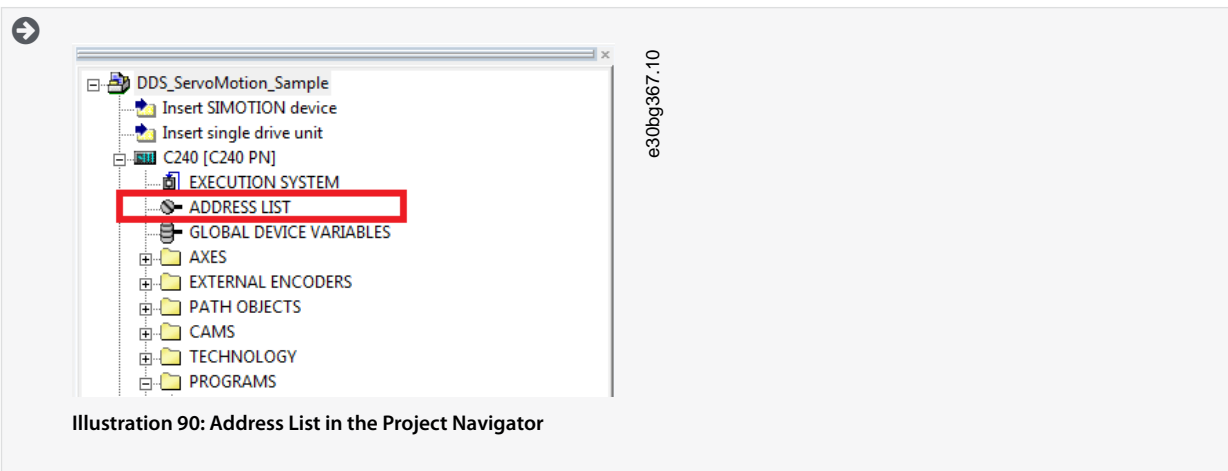 DDS_ServoMotion_Sample
Insert SIMOTION device
Insert single drive unit
C240 [C240 PN]
EXECUTION SYSTEM
ADDRESS LIST
GLOBAL DEVICE VARIABLES
AXES
EXTERNAL ENCODERS
PATH OBJECTS
CAMS
TECHNOLOGY
PROGRAMS
e30bg367.10
Illustration 90: Address List in the Project Navigator